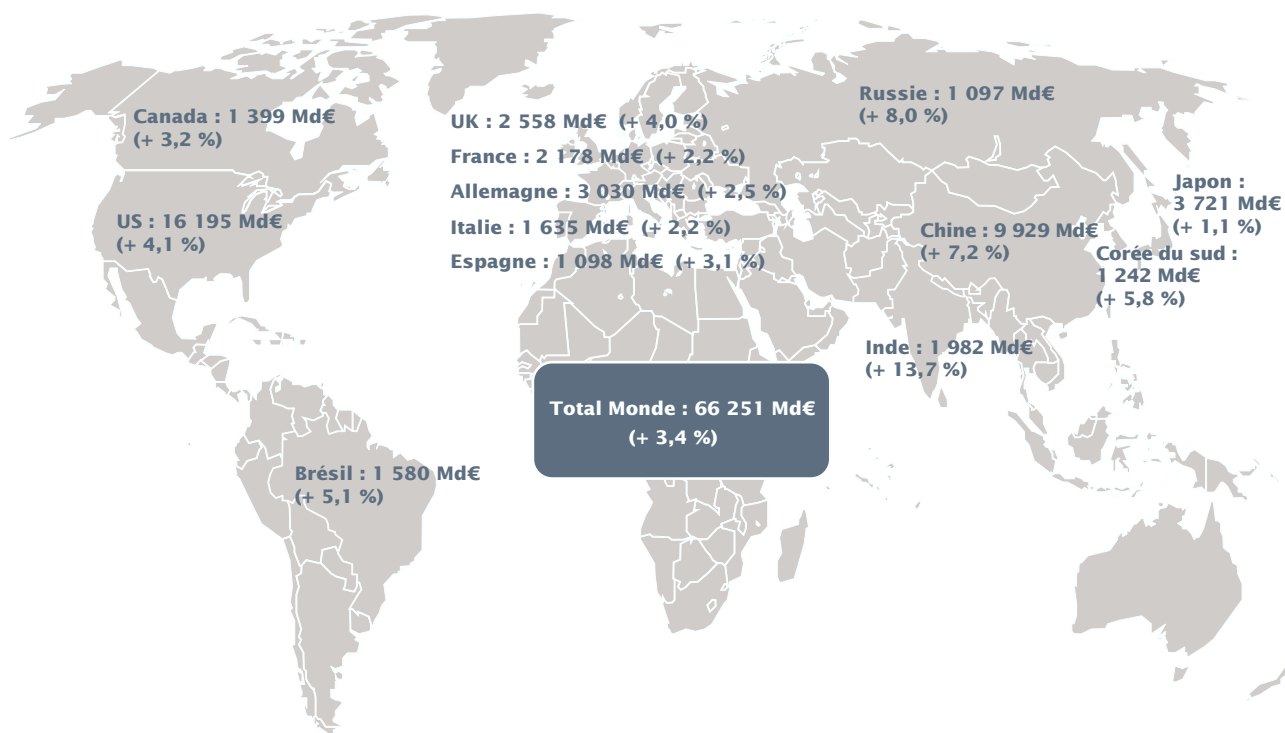 Canada : 1 399 Md€
(+ 3,2 %)
US : 16 195 Md€
(+ 4,1 %)
UK : 2 558 Md€ (+ 4,0 %)
France : 2 178 Md€ (+ 2,2 %)
Allemagne : 3 030 Md€ (+ 2,5 %)
Italie : 1 635 Md€ (+ 2,2 %)
Espagne : 1 098 Md€ (+ 3,1 %)
Russie : 1 097 Md€
(+ 8,0 %)
Japon :
3 721 Md€
(+ 1,1 %)
Chine : 9 929 Md€
(+ 7,2 %)
Corée du sud :
1 242 Md€
(+ 5,8 %)
Inde : 1 982 Md€
(+ 13,7 %)
Total Monde : 66 251 Md€
(+ 3,4 %)
Brésil : 1 580 Md€
(+ 5,1 %)